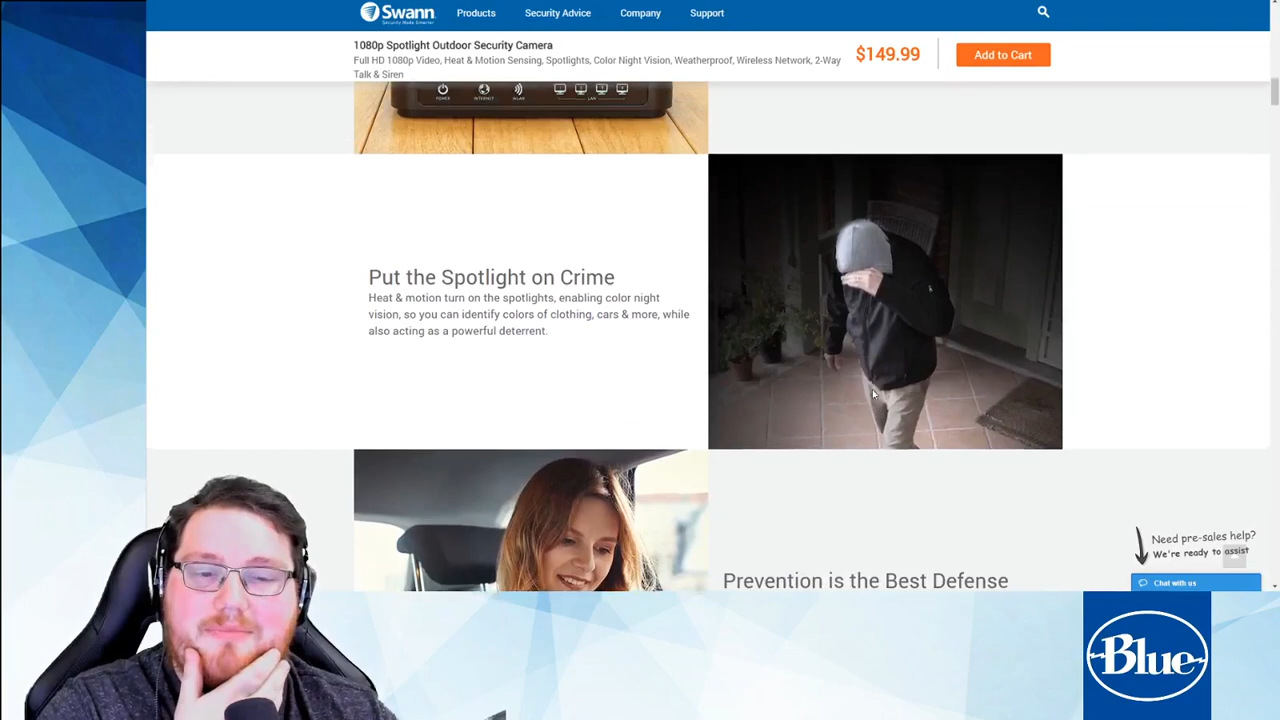 Swann
Products
Security Advice
Company
Support
1080p Spotlight Outdoor Security Camera
Full HD 1080p Video, Heat & Motion Sensing, Spotlights, Color Night Vision, Weatherproof, Wireless Network, 2-Way
Talk & Siren
$149.99
Add to Cart
POWER
INTERNET
WLAN
LAN
Put the Spotlight on Crime
Heat & motion turn on the spotlights, enabling color night
vision, so you can identify colors of clothing, cars & more, while
also acting as a powerful deterrent.
Prevention is the Best Defense
Need pre-sales help?
We're ready to assist
Chat with us
Blue